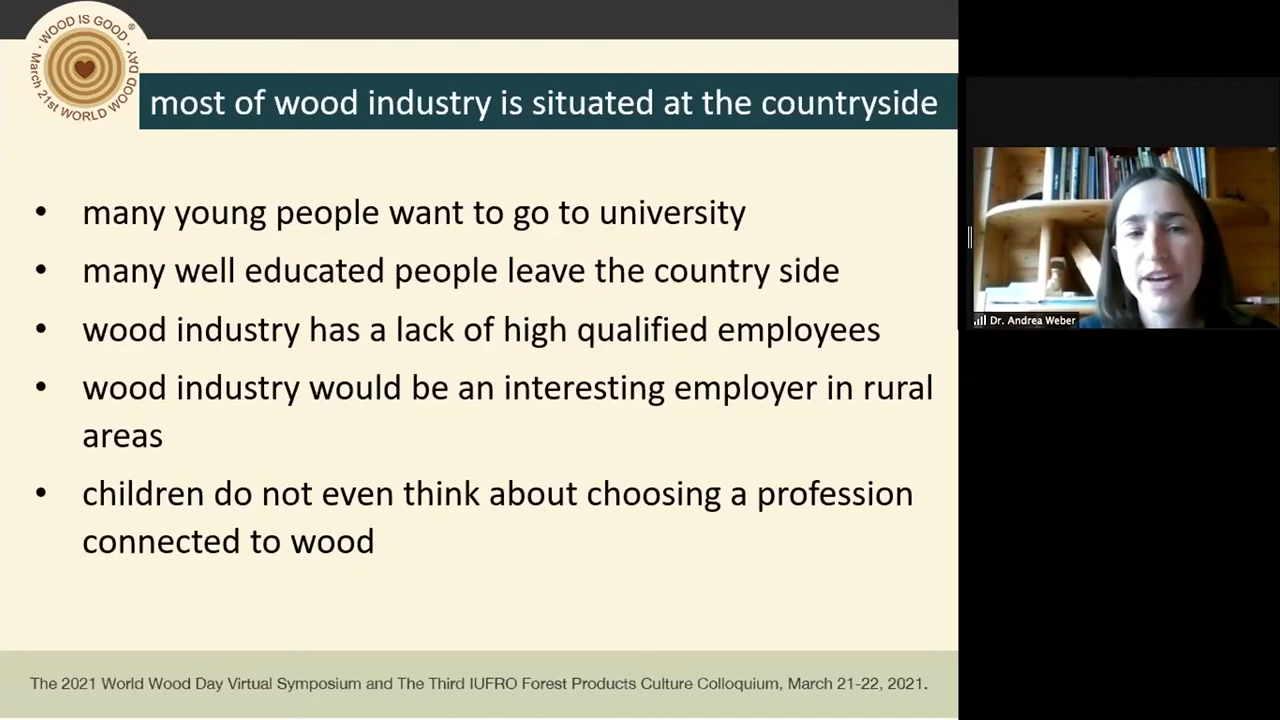 WOOD IS GOOD ®
March 21st WORLD WOOD DAY
most of wood industry is situated at the countryside
• many young people want to go to university
• many well educated people leave the country side
• wood industry has a lack of high qualified employees
• wood industry would be an interesting employer in rural
areas
• children do not even think about choosing a profession
connected to wood
Dr. Andrea Weber
The 2021 World Wood Day Virtual Symposium and The Third IUFRO Forest Products Culture Colloquium, March 21-22, 2021.